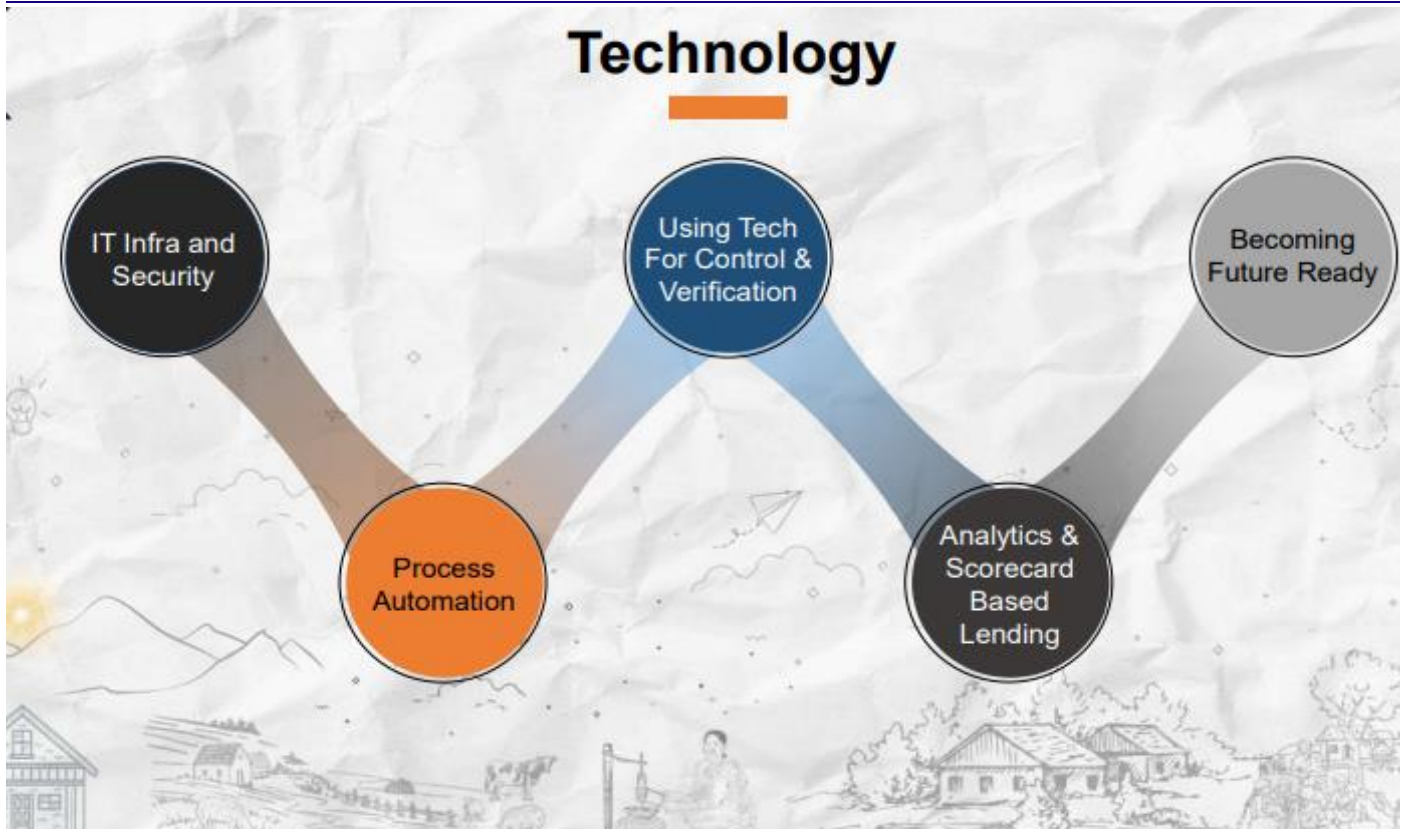 Technology
IT Infra and
Security
Process
Automation
Using Tech
For Control &
Verification
Analytics &
Scorecard
Based
Lending
Becoming
Future Ready